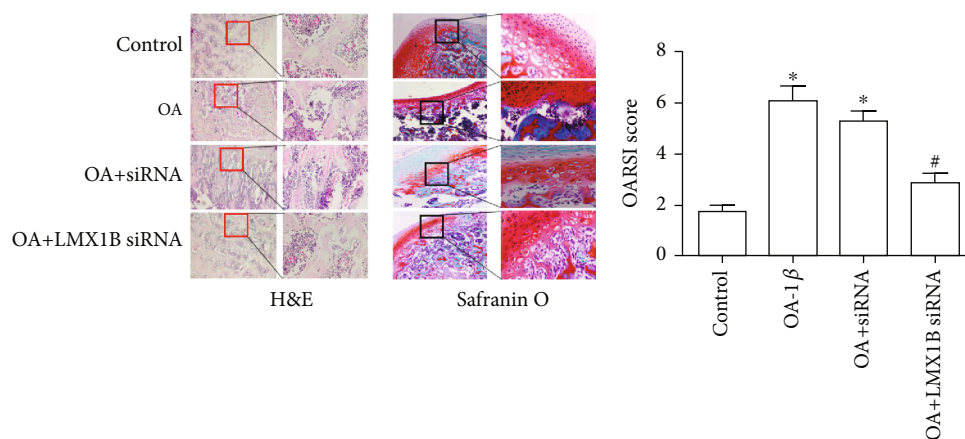 Control
OA
OA+siRNA
OA+LMX1B siRNA
H&E
Safranin O
OARSI score
8
6
4
2
0
*
*
#
Control
OA-1β
OA+siRNA
OA+LMX1B siRNA